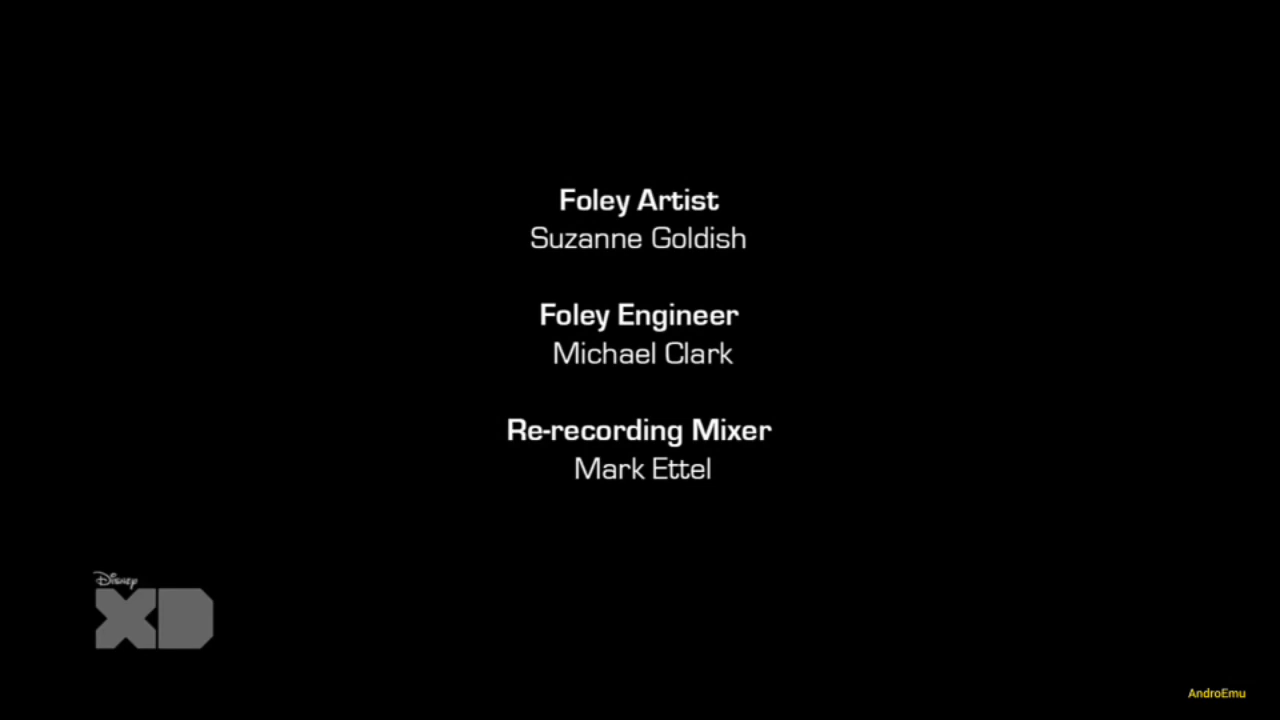 Foley Artist
Suzanne Goldish
Foley Engineer
Michael Clark
Re-recording Mixer
Mark Ettel
Disney
XD
AndroEmu